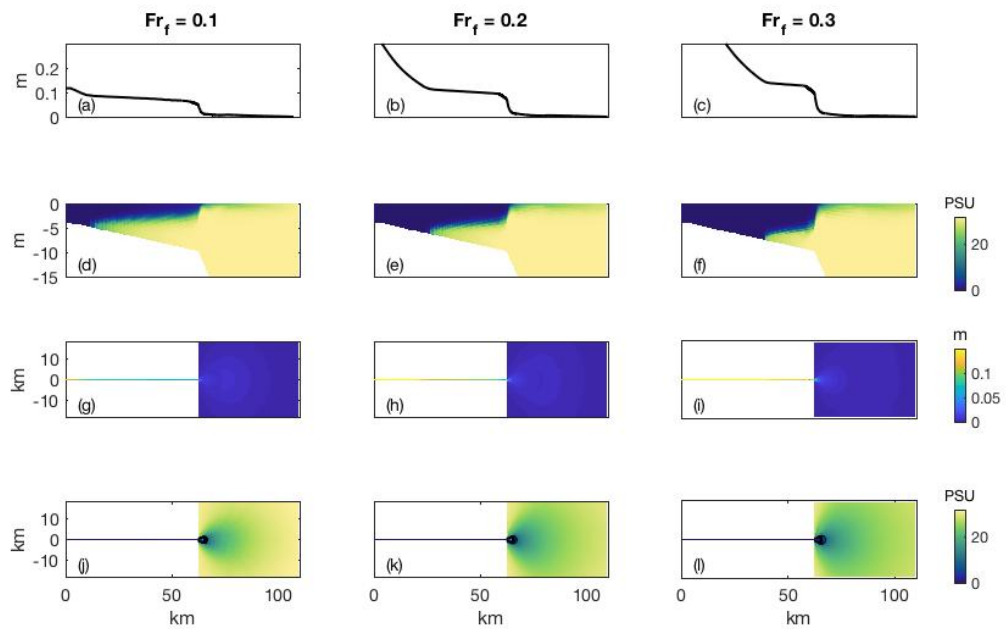 Fr_f = 0.1 Fr_f = 0.2 Fr_f = 0.3
0.2
0.1
0
m
(a) (b) (c)
0
-5
-10
-15
m
(d) (e) (f)
PSU
20
0
10
0
-10
km
(g) (h) (i)
m
0.1
0.05
0
10
0
-10
km
(j) (k) (l)
PSU
20
0
0 50 100 0 50 100 0 50 100
km km km